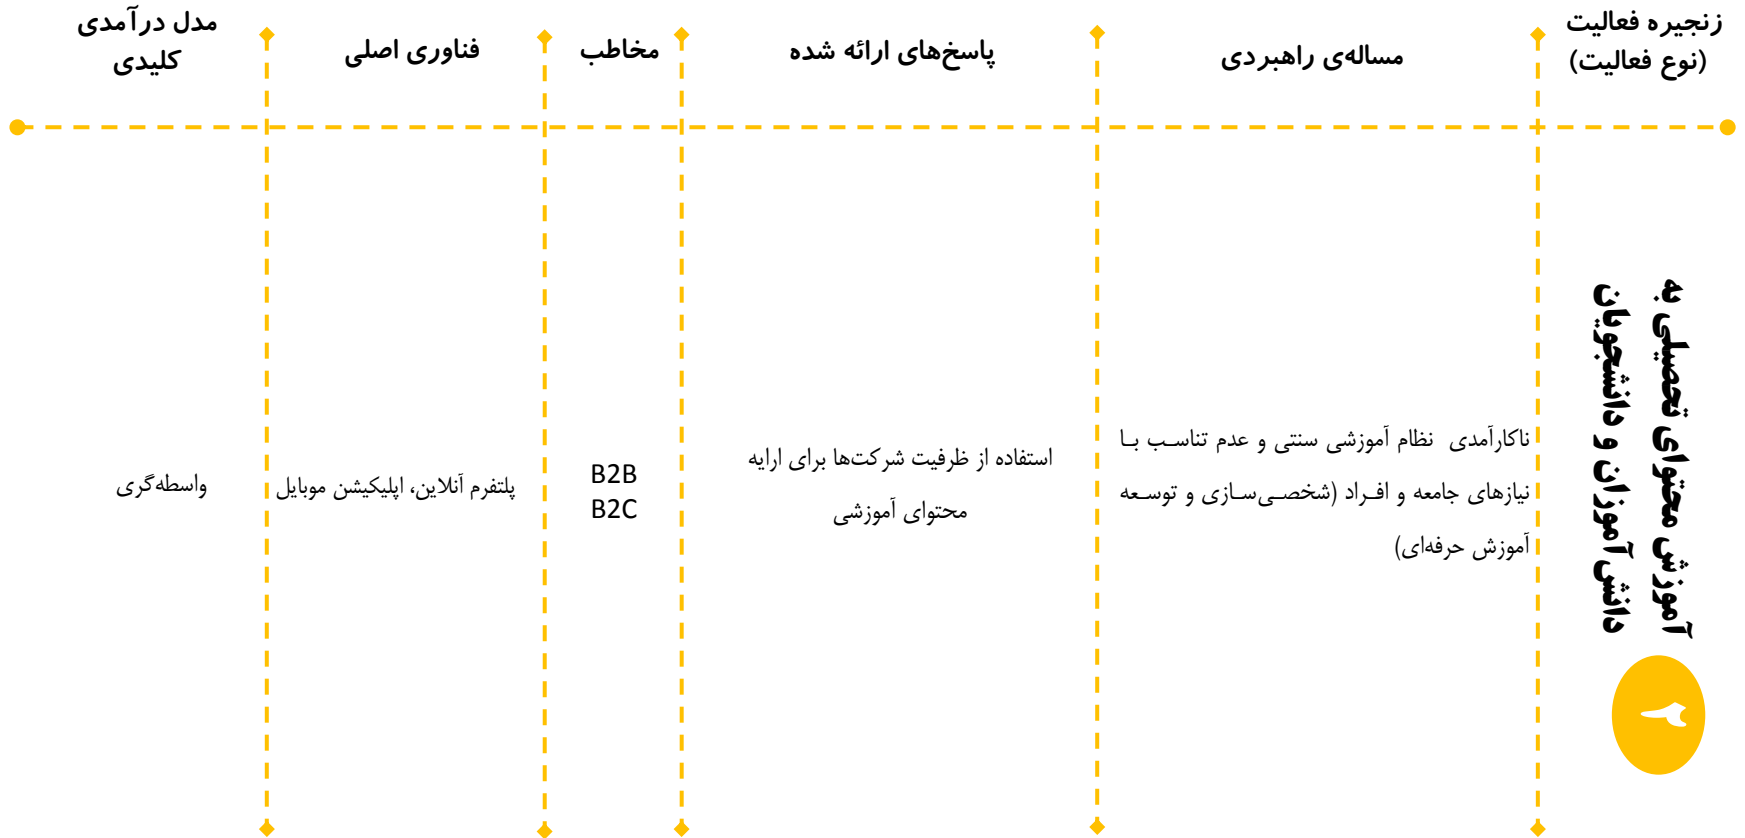 زنجیره فعالیت
(نوع فعالیت)
مساله‌ی راهبردی
پاسخ‌های ارائه شده
مخاطب
فناوری اصلی
مدل درآمدی
کلیدی
آموزش محتوای تحصیلی به
دانش آموزان و دانشجویان
۲
ناکارآمدی نظام آموزشی سنتی و عدم تناسب با
نیازهای جامعه و افراد (شخصی‌سازی و توسعه
آموزش حرفه‌ای)
استفاده از ظرفیت شرکت‌ها برای ارایه
محتوای آموزشی
B2B
B2C
پلتفرم آنلاین، اپلیکیشن موبایل
واسطه‌گری